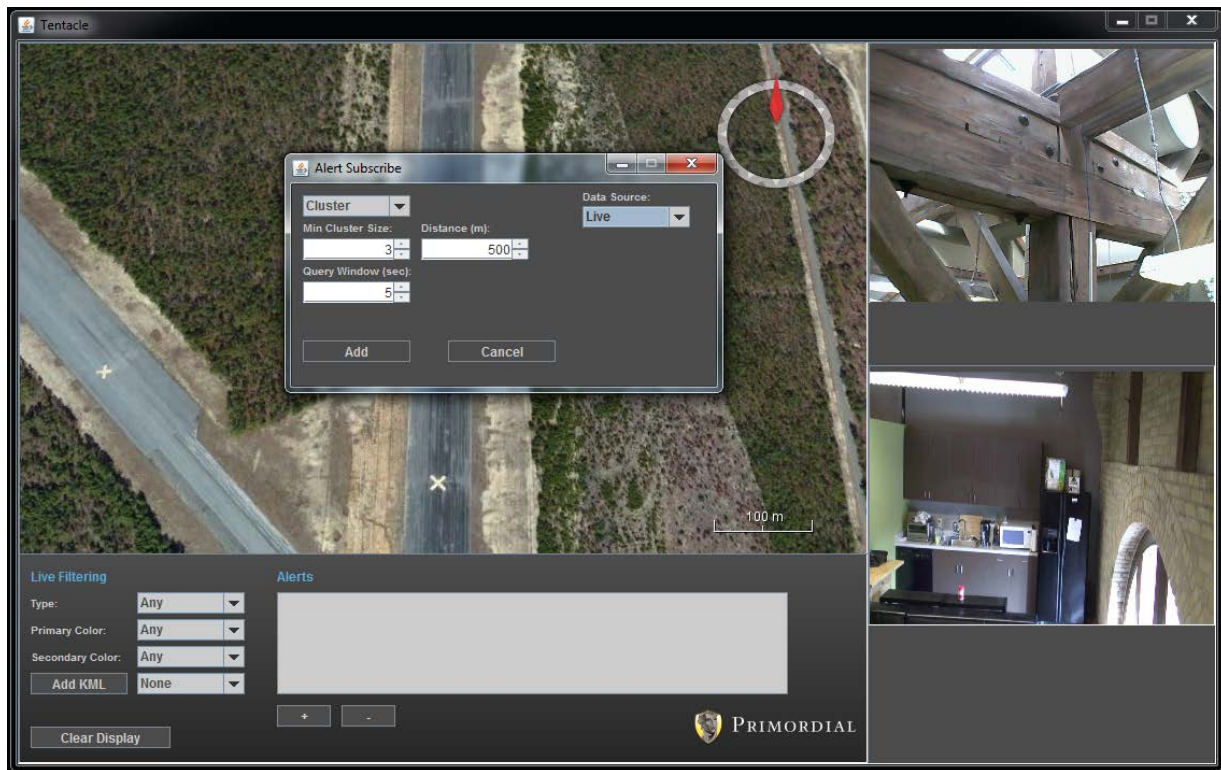 Tentacle
Alert Subscribe
Cluster
Data Source:
Live
Min Cluster Size:
Distance (m):
3
500
Query Window (sec):
5
Add
Cancel
100 m
Live Filtering
Alerts
Type:
Any
Primary Color:
Any
Secondary Color:
Any
Add KML
None
+
-
Clear Display
PRIMORDIAL